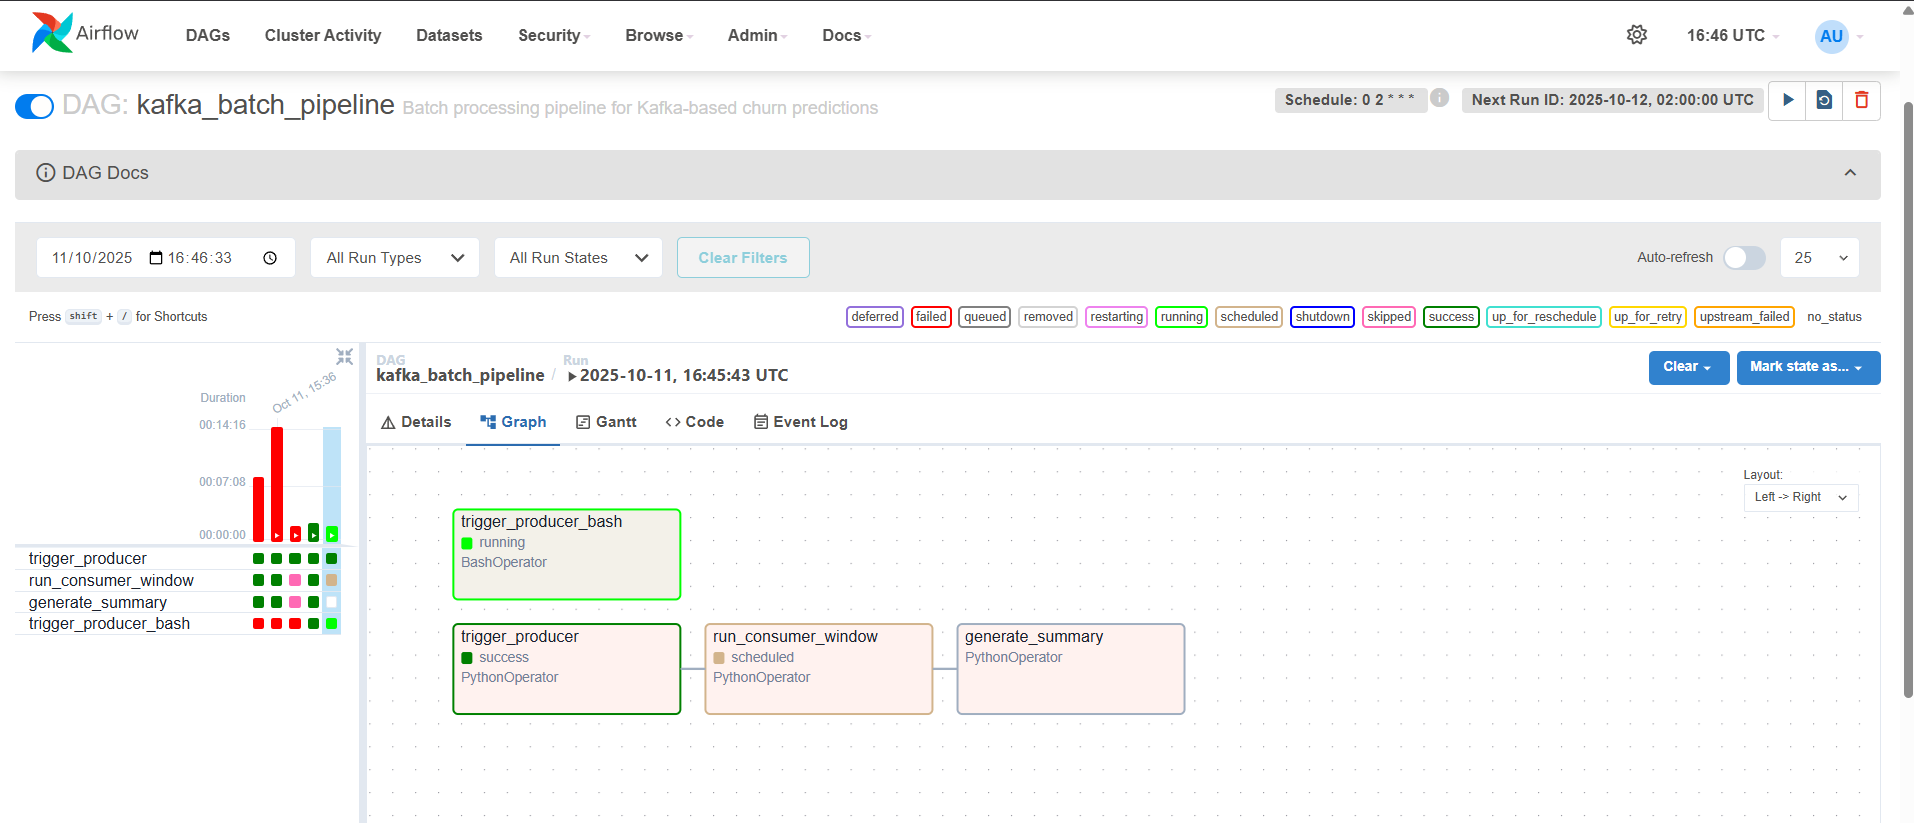 Airflow DAGs Cluster Activity Datasets Security Browse Admin Docs 16:46 UTC AU
DAG: kafka_batch_pipeline Batch processing pipeline for Kafka-based churn predictions Schedule: 0 2 * * * i Next Run ID: 2025-10-12, 02:00:00 UTC
DAG Docs
11/10/2025 16:46:33 All Run Types All Run States Clear Filters Auto-refresh 25
Press shift + / for Shortcuts deferred failed queued removed restarting running scheduled shutdown skipped success up_for_reschedule up_for_retry upstream_failed no_status
DAG Run
kafka_batch_pipeline / 2025-10-11, 16:45:43 UTC Clear Mark state as...
Oct 11, 15:36
Duration
00:14:16
00:07:08
00:00:00
trigger_producer
run_consumer_window
generate_summary
trigger_producer_bash
Details Graph Gantt Code Event Log
Layout:
Left -> Right
trigger_producer_bash
running
BashOperator
trigger_producer
success
PythonOperator
run_consumer_window
scheduled
PythonOperator
generate_summary
PythonOperator